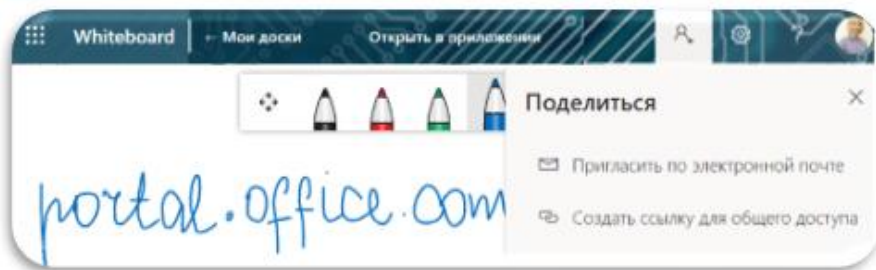 Whiteboard ← Мои доски Открыть в приложении ?
Поделиться ×
Пригласить по электронной почте
portal.office.com
Создать ссылку для общего доступа